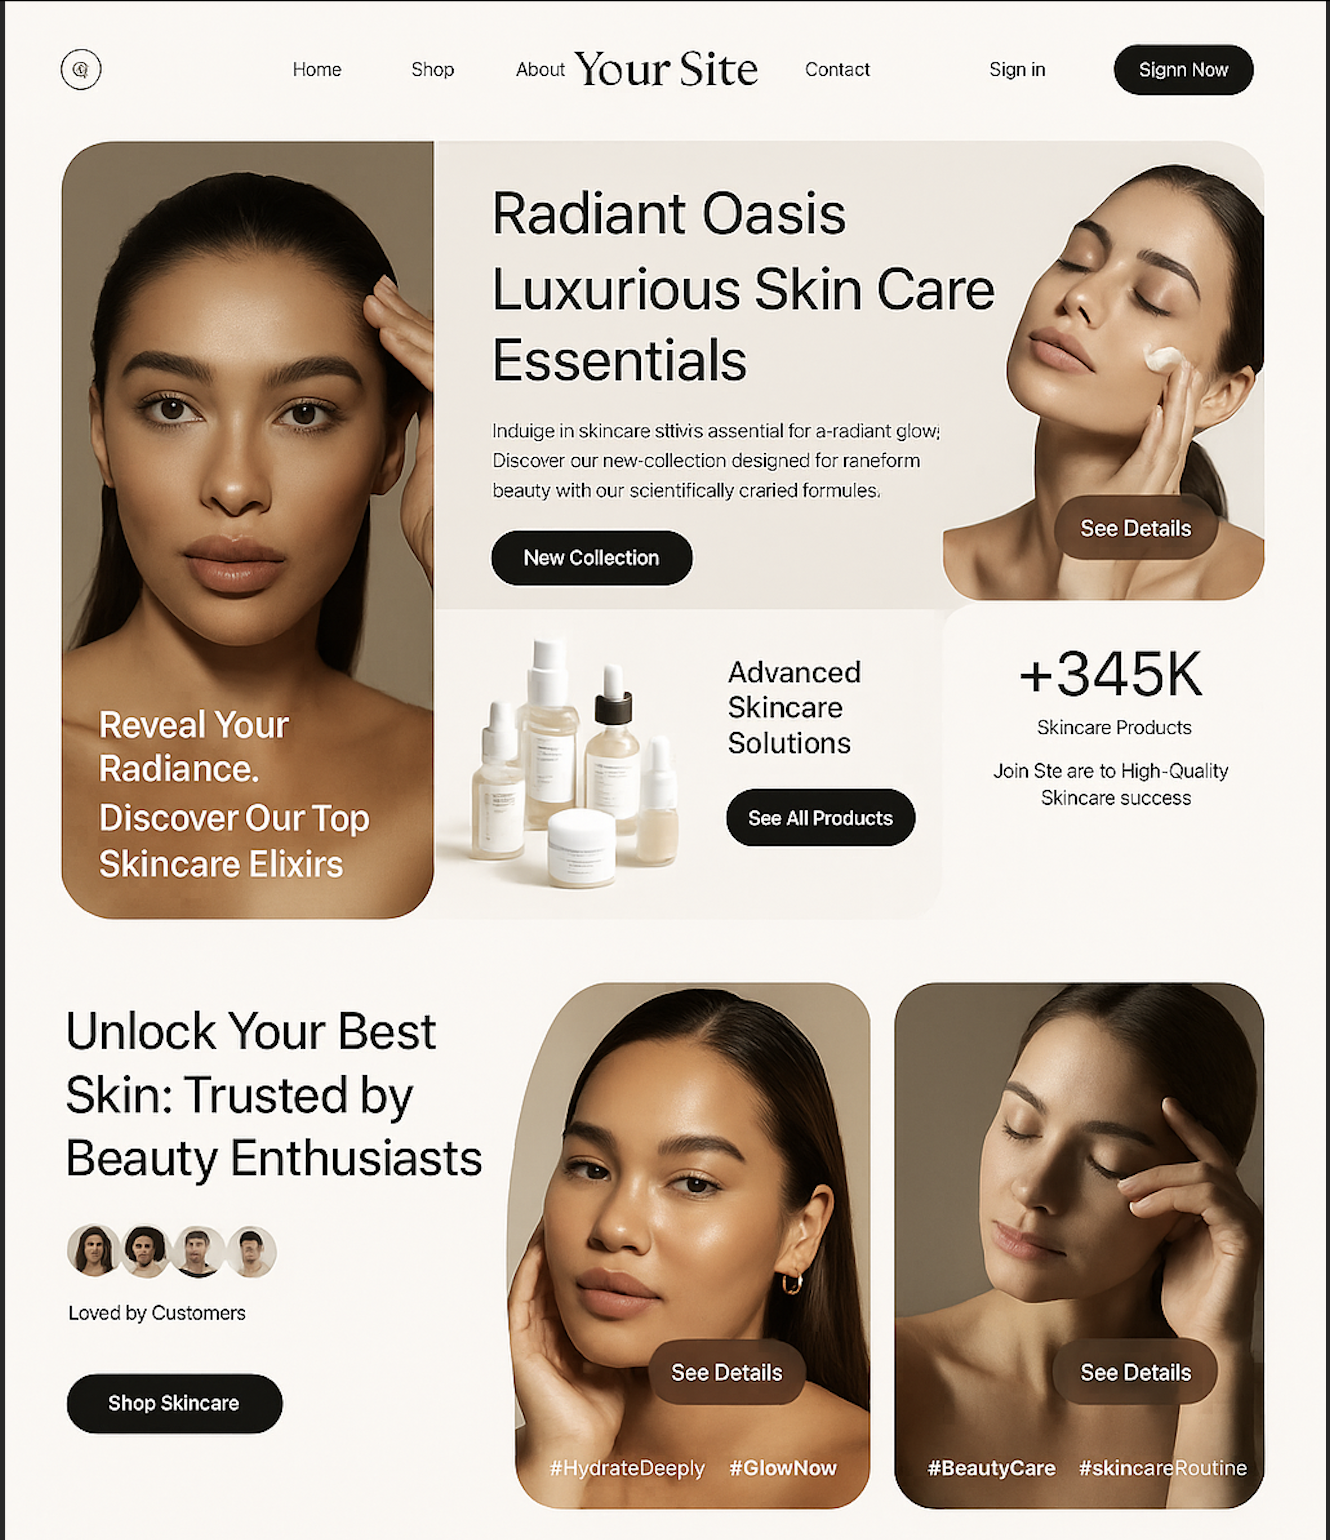 Home Shop About Your Site Contact Sign in Signn Now
Radiant Oasis
Luxurious Skin Care
Essentials
Induige in skincare sttivis assential for a-radiant glow;
Discover our new-collection designed for raneform
beauty with our scientifically craried formules.
New Collection
See Details
Reveal Your
Radiance.
Discover Our Top
Skincare Elixirs
Advanced
Skincare
Solutions
See All Products
+345K
Skincare Products
Join Ste are to High-Quality
Skincare success
Unlock Your Best
Skin: Trusted by
Beauty Enthusiasts
Loved by Customers
Shop Skincare
See Details
#HydrateDeeply #GlowNow
See Details
#BeautyCare #skincareRoutine